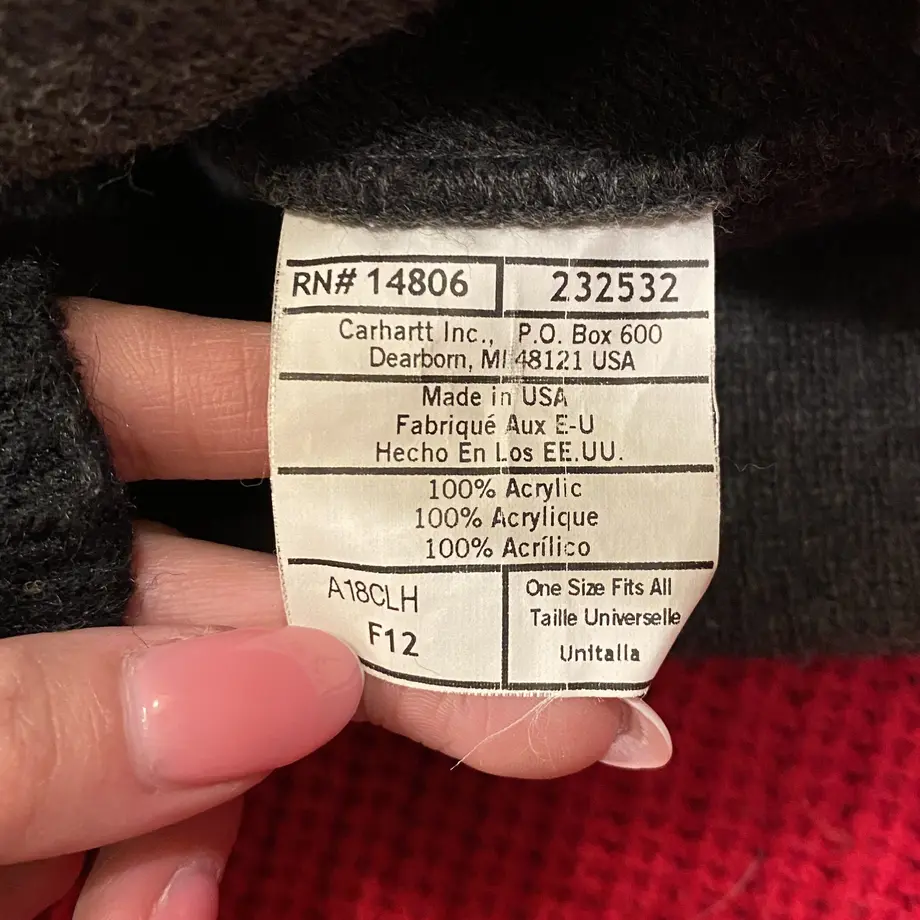 RN# 14806
232532
Carhartt Inc., P.O. Box 600
Dearborn, MI 48121 USA
Made in USA
Fabriqué Aux E-U
Hecho En Los EE.UU.
100% Acrylic
100% Acrylique
100% Acrílico
A18CLH
F12
One Size Fits All
Taille Universelle
Unitalla